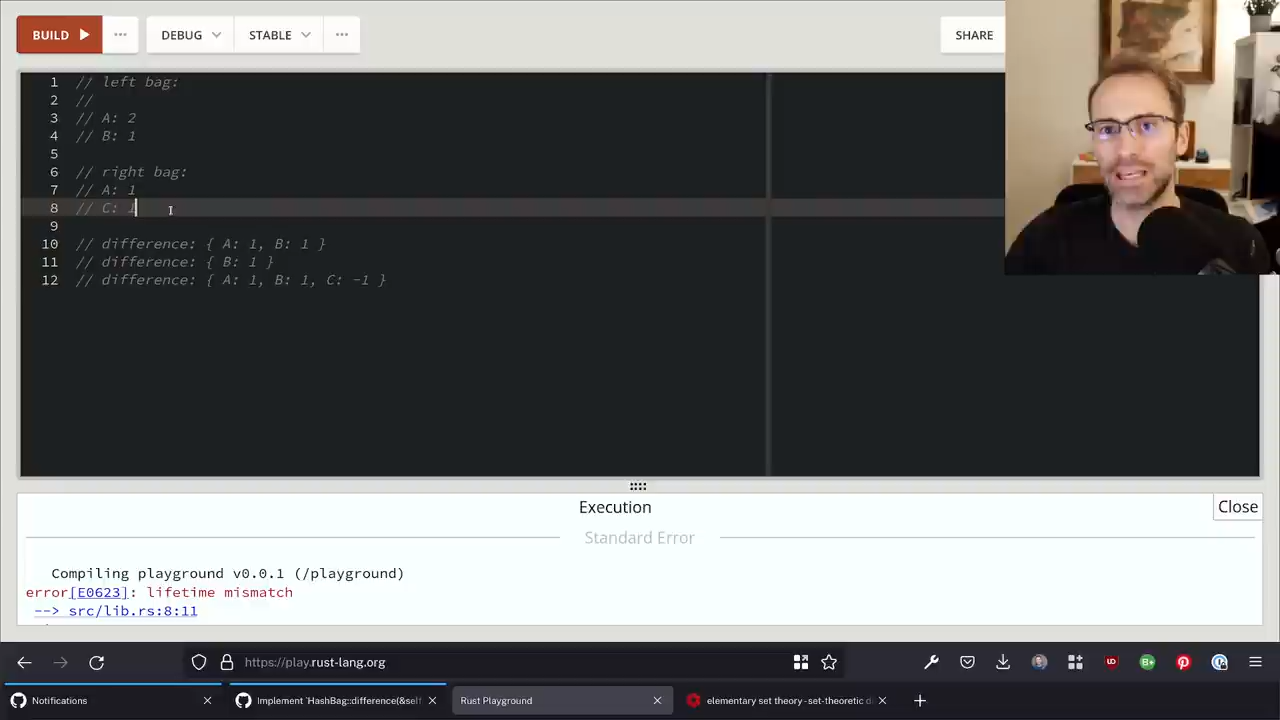 BUILD
DEBUG
STABLE
SHARE
1 // left bag:
2 //
3 // A: 2
4 // B: 1
5
6 // right bag:
7 // A: 1
8 // C: 1
9
10 // difference: { A: 1, B: 1 }
11 // difference: { B: 1 }
12 // difference: { A: 1, B: 1, C: -1 }
Execution
Close
Standard Error
Compiling playground v0.0.1 (/playground)
error[E0623]: lifetime mismatch
--> src/lib.rs:8:11
https://play.rust-lang.org
Notifications
Implement `HashBag::difference(&self
Rust Playground
elementary set theory - set-theoretic di